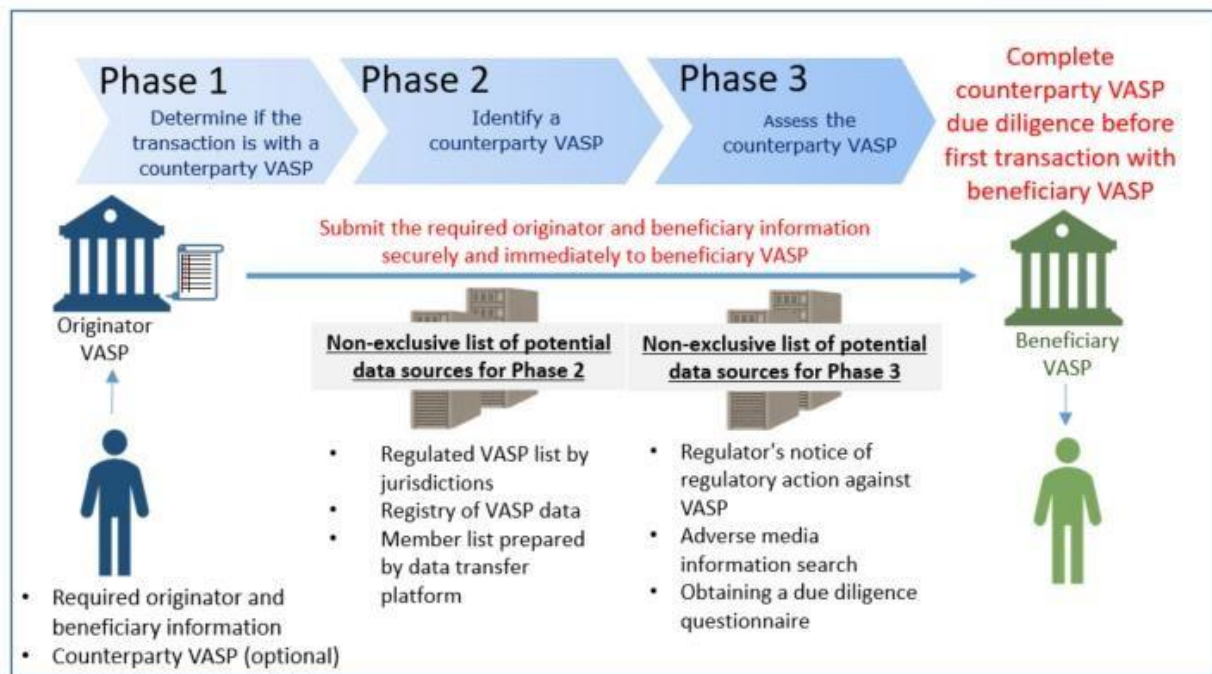 Phase 1
Determine if the
transaction is with a
counterparty VASP
Phase 2
Identify a
counterparty VASP
Phase 3
Assess the
counterparty VASP
Complete
counterparty VASP
due diligence before
first transaction with
beneficiary VASP
Submit the required originator and beneficiary information
securely and immediately to beneficiary VASP
Originator
VASP
Beneficiary
VASP
Non-exclusive list of potential
data sources for Phase 2
Non-exclusive list of potential
data sources for Phase 3
• Regulated VASP list by
jurisdictions
• Registry of VASP data
• Member list prepared
by data transfer
platform
• Regulator's notice of
regulatory action against
VASP
• Adverse media
information search
• Obtaining a due diligence
questionnaire
• Required originator and
beneficiary information
• Counterparty VASP (optional)